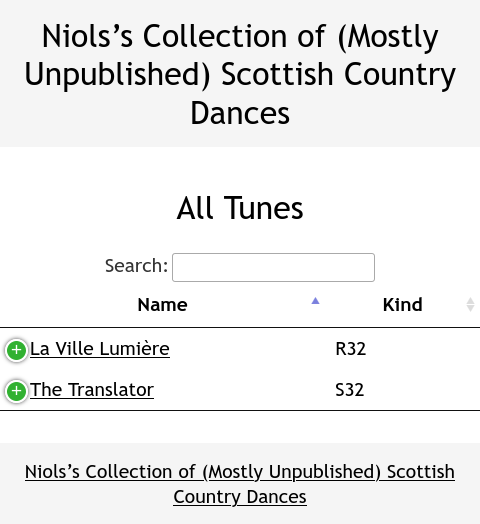 Niols’s Collection of (Mostly
Unpublished) Scottish Country
Dances
All Tunes
Search:
Name Kind
La Ville Lumière R32
The Translator S32
Niols’s Collection of (Mostly Unpublished) Scottish
Country Dances